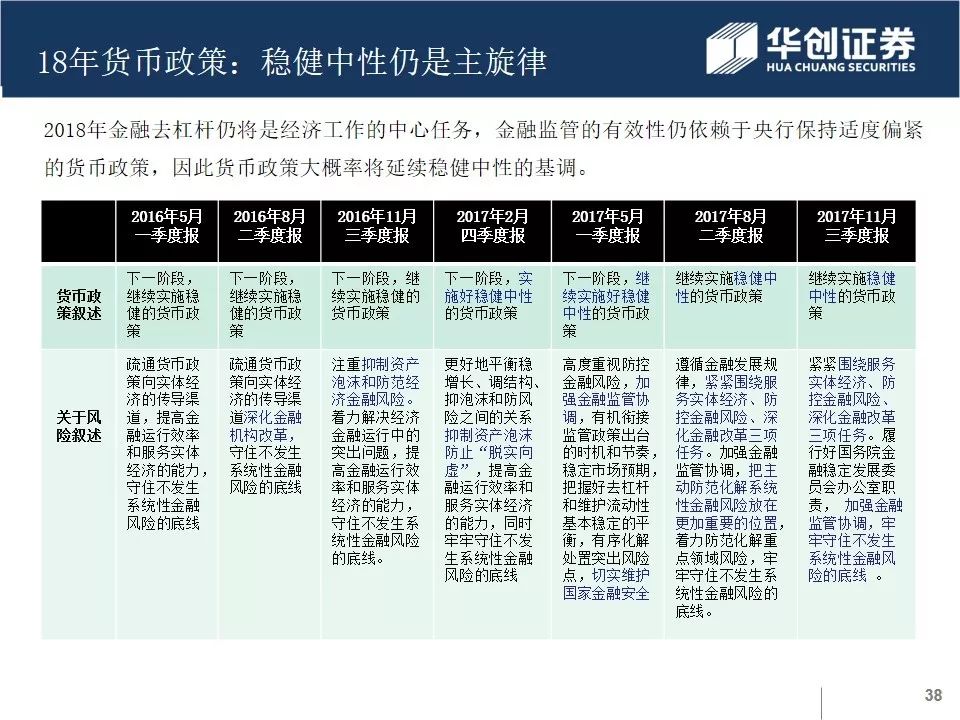 18年货币政策：稳健中性仍是主旋律
华创证券
HUA CHUANG SECURITIES
2018年金融去杠杆仍将是经济工作的中心任务，金融监管的有效性仍依赖于央行保持适度偏紧
的货币政策，因此货币政策大概率将延续稳健中性的基调。
2016年5月
一季度报
2016年8月
二季度报
2016年11月
三季度报
2017年2月
四季度报
2017年5月
一季度报
2017年8月
二季度报
2017年11月
三季度报
货币政
策叙述
下一阶段，
继续实施稳
健的货币政
策
下一阶段，
继续实施稳
健的货币政
策
下一阶段，继
续实施稳健的
货币政策
下一阶段，实
施好稳健中性
的货币政策
下一阶段，继
续实施好稳健
中性的货币政
策
继续实施稳健中
性的货币政策
继续实施稳健
中性的货币政
策
关于风
险叙述
疏通货币政
策向实体经
济的传导渠
道，提高金
融运行效率
和服务实体
经济的能力，
守住不发生
系统性金融
风险的底线
疏通货币政
策向实体经
济的传导渠
道深化金融
机构改革，
守住不发生
系统性金融
风险的底线
注重抑制资产
泡沫和防范经
济金融风险。
着力解决经济
金融运行中的
突出问题，提
高金融运行效
率和服务实体
经济的能力，
守住不发生系
统性金融风险
的底线。
更好地平衡稳
增长、调结构、
抑泡沫和防风
险之间的关系
抑制资产泡沫
防止“脱实向
虚”，提高金
融运行效率和
服务实体经济
的能力，同时
牢牢守住不发
生系统性金融
风险的底线
高度重视防控
金融风险，加
强金融监管协
调，有机衔接
监管政策出台
的时机和节奏，
稳定市场预期，
把握好去杠杆
和维护流动性
基本稳定的平
衡，有序化解
处置突出风险
点，切实维护
国家金融安全
遵循金融发展规
律，紧紧围绕服
务实体经济、防
控金融风险、深
化金融改革三项
任务。加强金融
监管协调，把主
动防范化解系统
性金融风险放在
更加重要的位置，
着力防范化解重
点领域风险，牢
牢守住不发生系
统性金融风险的
底线。
紧紧围绕服务
实体经济、防
控金融风险、
深化金融改革
三项任务。履
行好国务院金
融稳定发展委
员会办公室职
责， 加强金融
监管协调，牢
牢守住不发生
系统性金融风
险的底线 。
38